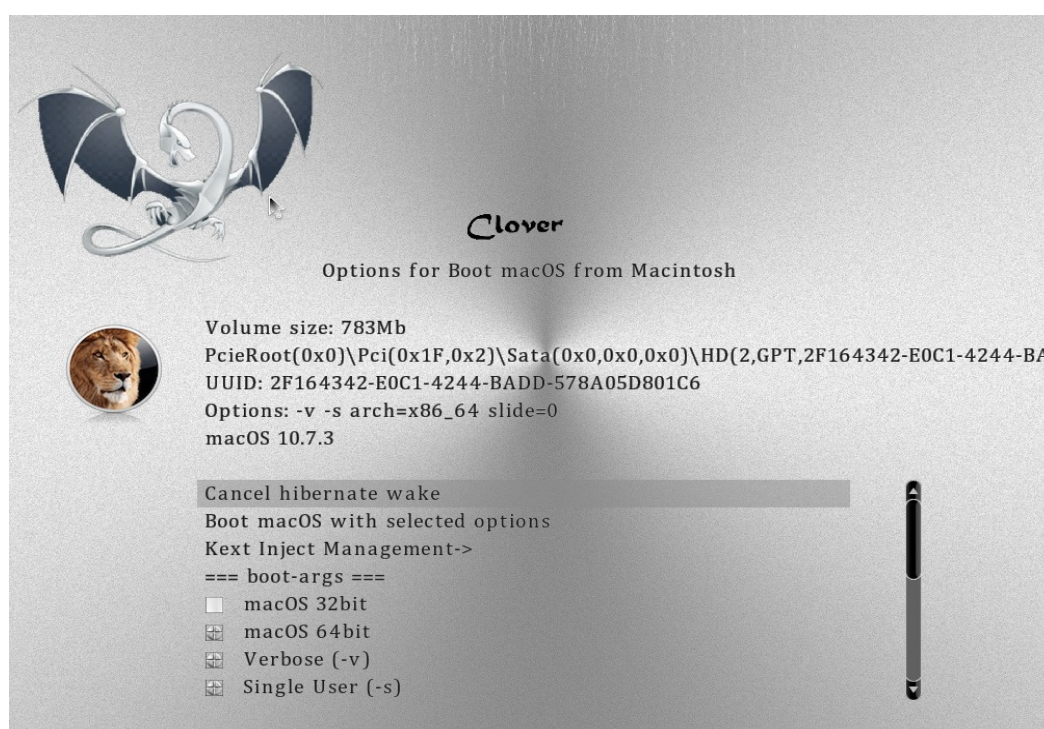 Clover
Options for Boot macOS from Macintosh
Volume size: 783Mb
PcieRoot(0x0)\Pci(0x1F,0x2)\Sata(0x0,0x0,0x0)\HD(2,GPT,2F164342-E0C1-4244-BA
UUID: 2F164342-E0C1-4244-BADD-578A05D801C6
Options: -v -s arch=x86_64 slide=0
macOS 10.7.3
Cancel hibernate wake
Boot macOS with selected options
Kext Inject Management->
=== boot-args ===
macOS 32bit
macOS 64bit
Verbose (-v)
Single User (-s)